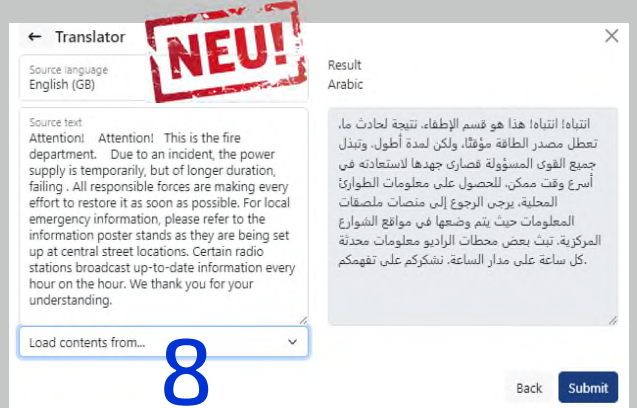 ← Translator
NEU!
Source language
English (GB)
Result
Arabic
Source text
Attention! Attention! This is the fire
department. Due to an incident, the power
supply is temporarily, but of longer duration,
failing . All responsible forces are making every
effort to restore it as soon as possible. For local
emergency information, please refer to the
information poster stands as they are being set
up at central street locations. Certain radio
stations broadcast up-to-date information every
hour on the hour. We thank you for your
understanding.
انتباه! انتباه! هذا هو قسم الإطفاء. نتيجة لحادث ما،
تعطل مصدر الطاقة مؤقتًا، ولكن لمدة أطول. وتبذل
جميع القوى المسؤولة قصارى جهدها لاستعادته في
أسرع وقت ممكن. للحصول على معلومات الطوارئ
المحلية، يرجى الرجوع إلى منصات ملصقات
المعلومات حيث يتم وضعها في مواقع الشوارع
المركزية. تبث بعض محطات الراديو معلومات محدثة
.كل ساعة على مدار الساعة. نشكركم على تفهمكم
Load contents from...
8
Back
Submit